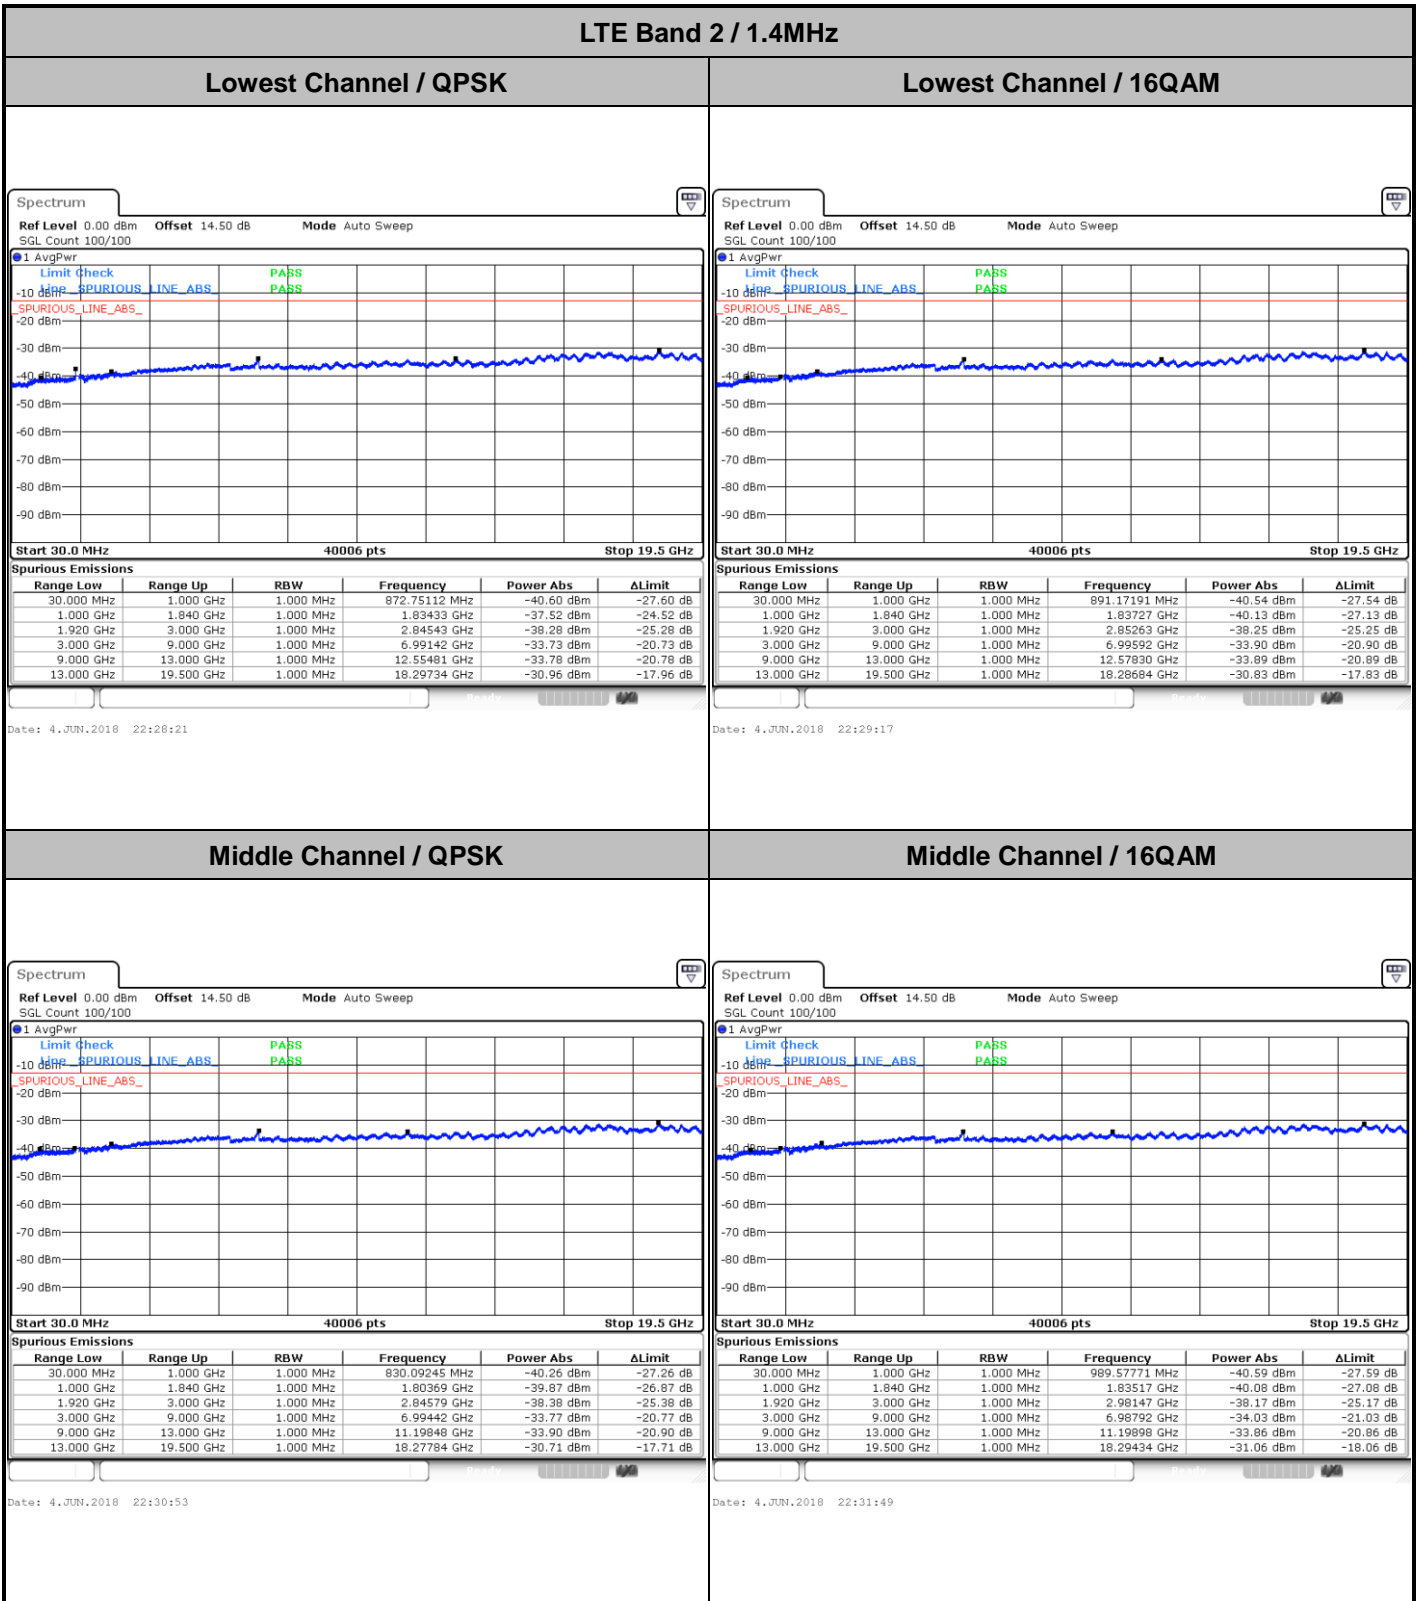 LTE Band 2 / 1.4MHz
Lowest Channel / QPSK
Lowest Channel / 16QAM
Spectrum
Ref Level 0.00 dBm Offset 14.50 dB Mode Auto Sweep
SGL Count 100/100
1 AvgPwr
Limit Check PASS
Line _SPURIOUS_LINE_ABS_ PASS
-10 dBm
_SPURIOUS_LINE_ABS_
-20 dBm
-30 dBm
-40 dBm
-50 dBm
-60 dBm
-70 dBm
-80 dBm
-90 dBm
Start 30.0 MHz 40006 pts Stop 19.5 GHz
Spurious Emissions
Range Low Range Up RBW Frequency Power Abs ΔLimit
30.000 MHz 1.000 GHz 1.000 MHz 872.75112 MHz -40.60 dBm -27.60 dB
1.000 GHz 1.840 GHz 1.000 MHz 1.83433 GHz -37.52 dBm -24.52 dB
1.920 GHz 3.000 GHz 1.000 MHz 2.84543 GHz -38.28 dBm -25.28 dB
3.000 GHz 9.000 GHz 1.000 MHz 6.99142 GHz -33.73 dBm -20.73 dB
9.000 GHz 13.000 GHz 1.000 MHz 12.55481 GHz -33.78 dBm -20.78 dB
13.000 GHz 19.500 GHz 1.000 MHz 18.29734 GHz -30.96 dBm -17.96 dB
Ready
Date: 4.JUN.2018 22:28:21
Spectrum
Ref Level 0.00 dBm Offset 14.50 dB Mode Auto Sweep
SGL Count 100/100
1 AvgPwr
Limit Check PASS
Line _SPURIOUS_LINE_ABS_ PASS
-10 dBm
_SPURIOUS_LINE_ABS_
-20 dBm
-30 dBm
-40 dBm
-50 dBm
-60 dBm
-70 dBm
-80 dBm
-90 dBm
Start 30.0 MHz 40006 pts Stop 19.5 GHz
Spurious Emissions
Range Low Range Up RBW Frequency Power Abs ΔLimit
30.000 MHz 1.000 GHz 1.000 MHz 891.17191 MHz -40.54 dBm -27.54 dB
1.000 GHz 1.840 GHz 1.000 MHz 1.83727 GHz -40.13 dBm -27.13 dB
1.920 GHz 3.000 GHz 1.000 MHz 2.85263 GHz -38.25 dBm -25.25 dB
3.000 GHz 9.000 GHz 1.000 MHz 6.99592 GHz -33.90 dBm -20.90 dB
9.000 GHz 13.000 GHz 1.000 MHz 12.57830 GHz -33.89 dBm -20.89 dB
13.000 GHz 19.500 GHz 1.000 MHz 18.28684 GHz -30.83 dBm -17.83 dB
Ready
Date: 4.JUN.2018 22:29:17
Middle Channel / QPSK
Middle Channel / 16QAM
Spectrum
Ref Level 0.00 dBm Offset 14.50 dB Mode Auto Sweep
SGL Count 100/100
1 AvgPwr
Limit Check PASS
Line _SPURIOUS_LINE_ABS_ PASS
-10 dBm
_SPURIOUS_LINE_ABS_
-20 dBm
-30 dBm
-40 dBm
-50 dBm
-60 dBm
-70 dBm
-80 dBm
-90 dBm
Start 30.0 MHz 40006 pts Stop 19.5 GHz
Spurious Emissions
Range Low Range Up RBW Frequency Power Abs ΔLimit
30.000 MHz 1.000 GHz 1.000 MHz 830.09245 MHz -40.26 dBm -27.26 dB
1.000 GHz 1.840 GHz 1.000 MHz 1.80369 GHz -39.87 dBm -26.87 dB
1.920 GHz 3.000 GHz 1.000 MHz 2.84579 GHz -38.38 dBm -25.38 dB
3.000 GHz 9.000 GHz 1.000 MHz 6.99442 GHz -33.77 dBm -20.77 dB
9.000 GHz 13.000 GHz 1.000 MHz 11.19848 GHz -33.90 dBm -20.90 dB
13.000 GHz 19.500 GHz 1.000 MHz 18.27784 GHz -30.71 dBm -17.71 dB
Ready
Date: 4.JUN.2018 22:30:53
Spectrum
Ref Level 0.00 dBm Offset 14.50 dB Mode Auto Sweep
SGL Count 100/100
1 AvgPwr
Limit Check PASS
Line _SPURIOUS_LINE_ABS_ PASS
-10 dBm
_SPURIOUS_LINE_ABS_
-20 dBm
-30 dBm
-40 dBm
-50 dBm
-60 dBm
-70 dBm
-80 dBm
-90 dBm
Start 30.0 MHz 40006 pts Stop 19.5 GHz
Spurious Emissions
Range Low Range Up RBW Frequency Power Abs ΔLimit
30.000 MHz 1.000 GHz 1.000 MHz 989.57771 MHz -40.59 dBm -27.59 dB
1.000 GHz 1.840 GHz 1.000 MHz 1.83517 GHz -40.08 dBm -27.08 dB
1.920 GHz 3.000 GHz 1.000 MHz 2.98147 GHz -38.17 dBm -25.17 dB
3.000 GHz 9.000 GHz 1.000 MHz 6.98792 GHz -34.03 dBm -21.03 dB
9.000 GHz 13.000 GHz 1.000 MHz 11.19898 GHz -33.86 dBm -20.86 dB
13.000 GHz 19.500 GHz 1.000 MHz 18.29434 GHz -31.06 dBm -18.06 dB
Ready
Date: 4.JUN.2018 22:31:49